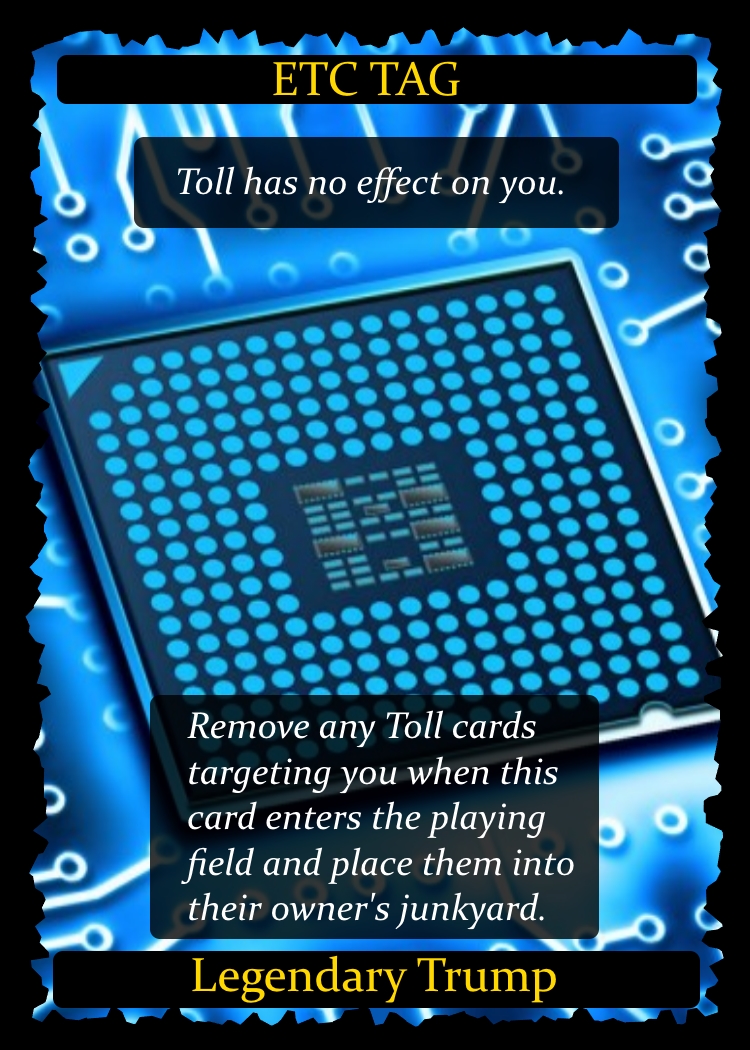 ETC TAG
Toll has no effect on you.
Remove any Toll cards
targeting you when this
card enters the playing
field and place them into
their owner's junkyard.
Legendary Trump